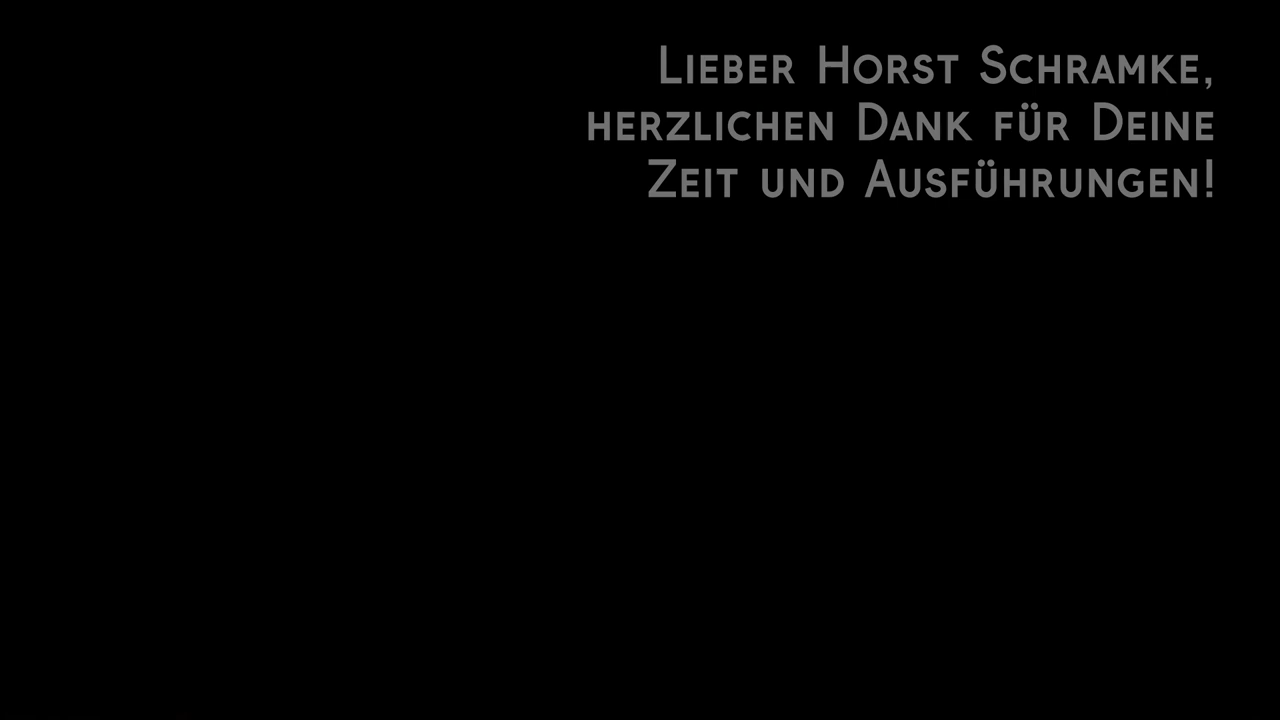 Lieber Horst Schramke,
herzlichen Dank für Deine
Zeit und Ausführungen!